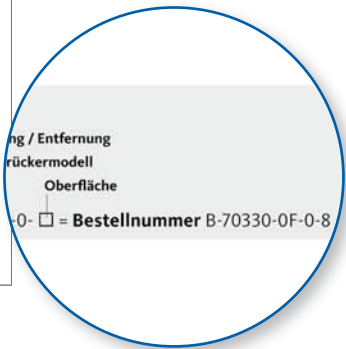 ng / Entfernung
rückermodell
Oberfläche
-0- □ = Bestellnummer B-70330-0F-0-8